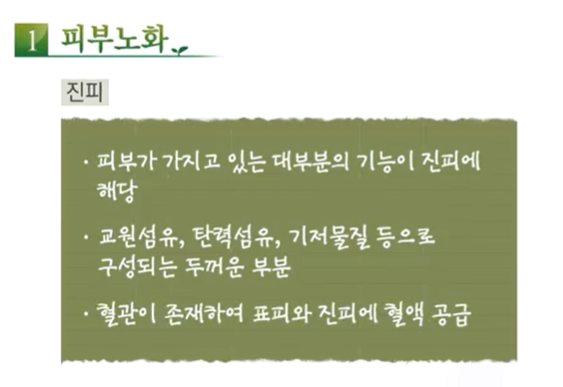 1 피부노화
진피
· 피부가 가지고 있는 대부분의 기능이 진피에
해당
· 교원섬유, 탄력섬유, 기저물질 등으로
구성되는 두꺼운 부분
· 혈관이 존재하여 표피와 진피에 혈액 공급